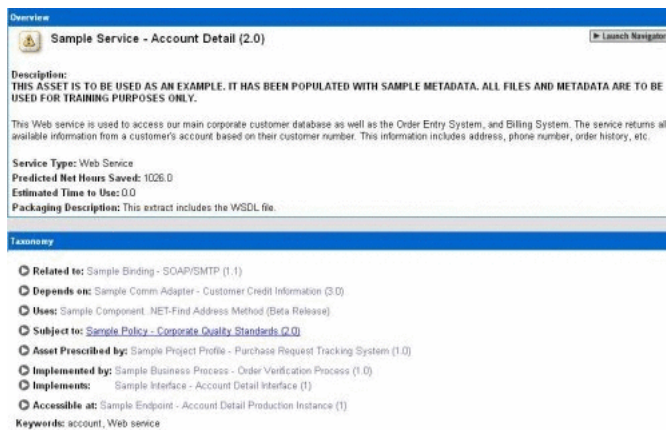 Overview
Sample Service - Account Detail (2.0)
Launch Navigator
Description:
THIS ASSET IS TO BE USED AS AN EXAMPLE. IT HAS BEEN POPULATED WITH SAMPLE METADATA. ALL FILES AND METADATA ARE TO BE
USED FOR TRAINING PURPOSES ONLY.
This Web service is used to access our main corporate customer database as well as the Order Entry System, and Billing System. The service returns all
available information from a customer's account based on their customer number. This information includes address, phone number, order history, etc.
Service Type: Web Service
Predicted Net Hours Saved: 1026.0
Estimated Time to Use: 0.0
Packaging Description: This extract includes the WSDL file.
Taxonomy
Related to: Sample Binding - SOAP/SMTP (1.1)
Depends on: Sample Comm Adapter - Customer Credit Information (3.0)
Uses: Sample Component .NET-Find Address Method (Beta Release)
Subject to: Sample Policy - Corporate Quality Standards (2.0)
Asset Prescribed by: Sample Project Profile - Purchase Request Tracking System (1.0)
Implemented by: Sample Business Process - Order Verification Process (1.0)
Implements: Sample Interface - Account Detail Interface (1)
Accessible at: Sample Endpoint - Account Detail Production Instance (1)
Keywords: account, Web service